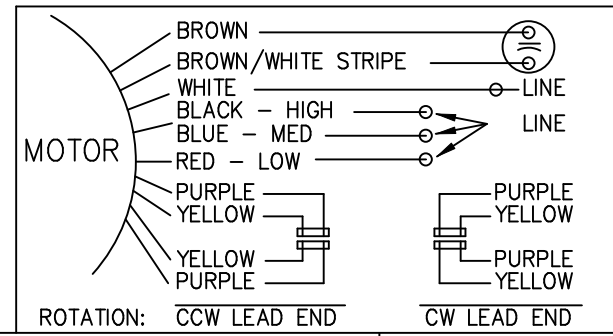 BROWN
BROWN/WHITE STRIPE
WHITE LINE
BLACK - HIGH
BLUE - MED LINE
MOTOR
RED - LOW
PURPLE PURPLE
YELLOW YELLOW
YELLOW PURPLE
PURPLE YELLOW
ROTATION: CCW LEAD END CW LEAD END